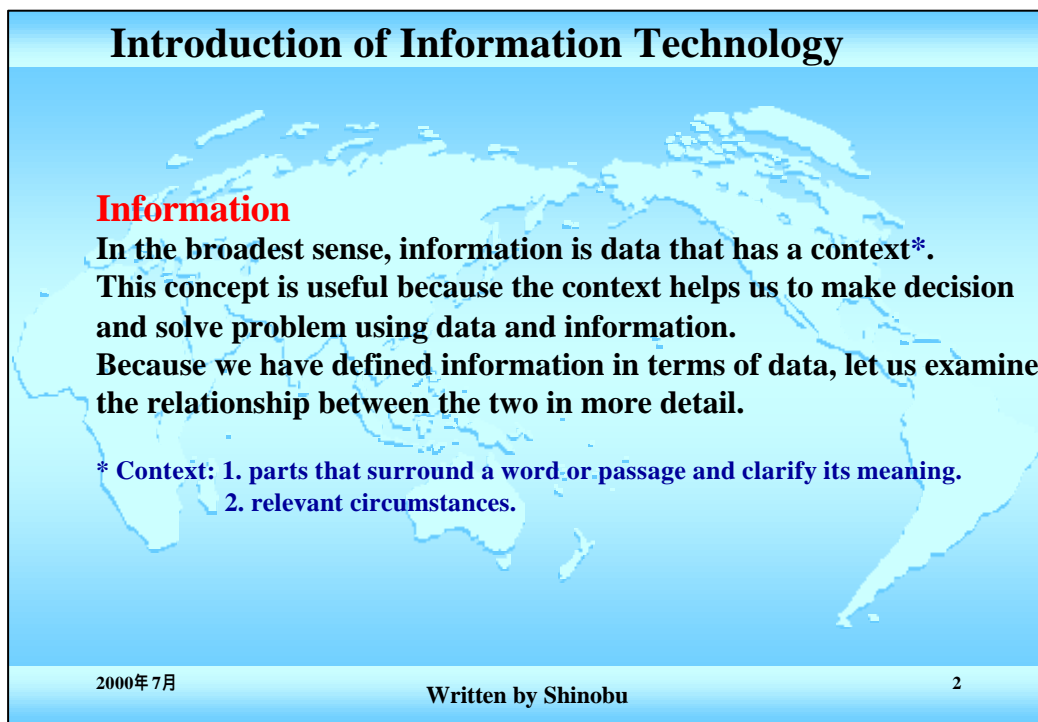 Introduction of Information Technology
Information
In the broadest sense, information is data that has a context*.
This concept is useful because the context helps us to make decision
and solve problem using data and information.
Because we have defined information in terms of data, let us examine
the relationship between the two in more detail.
* Context: 1. parts that surround a word or passage and clarify its meaning.
2. relevant circumstances.
2000年7月
Written by Shinobu
2